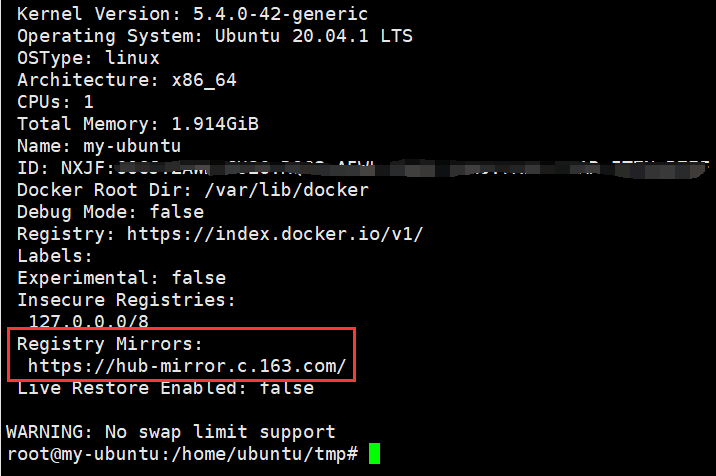 Kernel Version: 5.4.0-42-generic
Operating System: Ubuntu 20.04.1 LTS
OSType: linux
Architecture: x86_64
CPUs: 1
Total Memory: 1.914GiB
Name: my-ubuntu
ID: NXJF:
Docker Root Dir: /var/lib/docker
Debug Mode: false
Registry: https://index.docker.io/v1/
Labels:
Experimental: false
Insecure Registries:
127.0.0.0/8
Registry Mirrors:
https://hub-mirror.c.163.com/
Live Restore Enabled: false
WARNING: No swap limit support
root@my-ubuntu:/home/ubuntu/tmp#